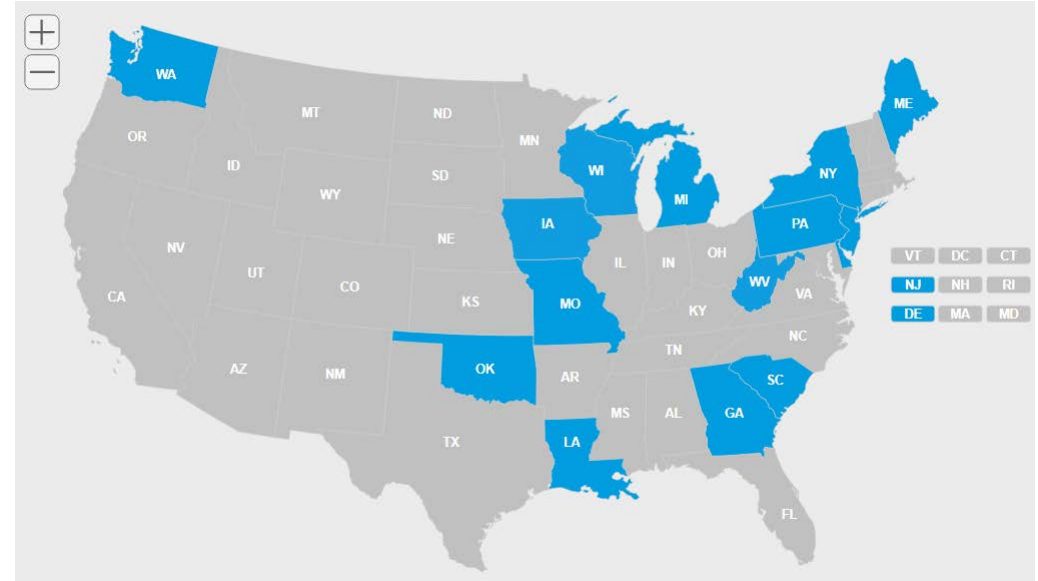 +
−
WA
MT
ND
MN
ME
OR
ID
SD
WI
MI
NY
WY
IA
PA
NE
NV
UT
CO
IL
IN
OH
WV
VA
CA
KS
MO
KY
NC
AZ
NM
OK
AR
TN
SC
TX
LA
MS
AL
GA
FL
VT DC CT
NJ NH RI
DE MA MD